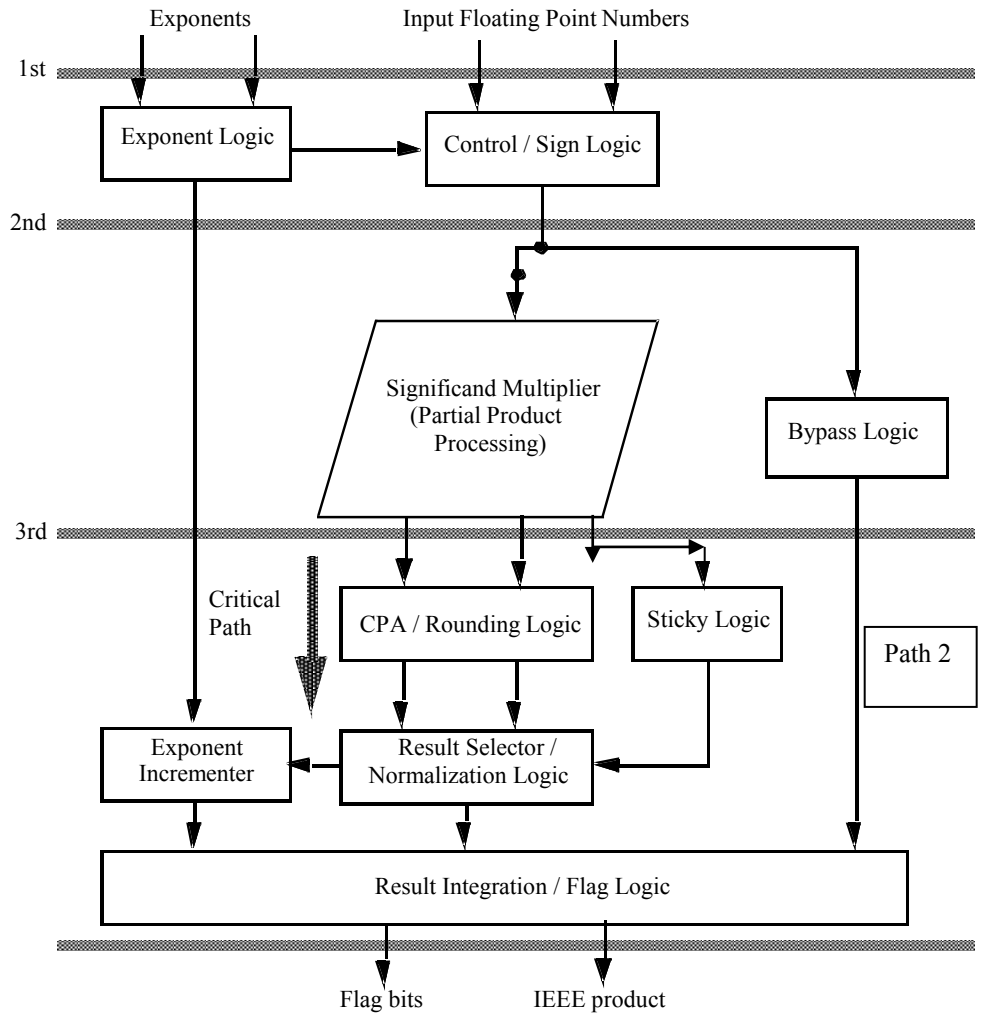 Exponents
Input Floating Point Numbers
1st
Exponent Logic
Control / Sign Logic
2nd
Significand Multiplier
(Partial Product
Processing)
Bypass Logic
3rd
Critical
Path
CPA / Rounding Logic
Sticky Logic
Path 2
Exponent
Incrementer
Result Selector /
Normalization Logic
Result Integration / Flag Logic
Flag bits
IEEE product